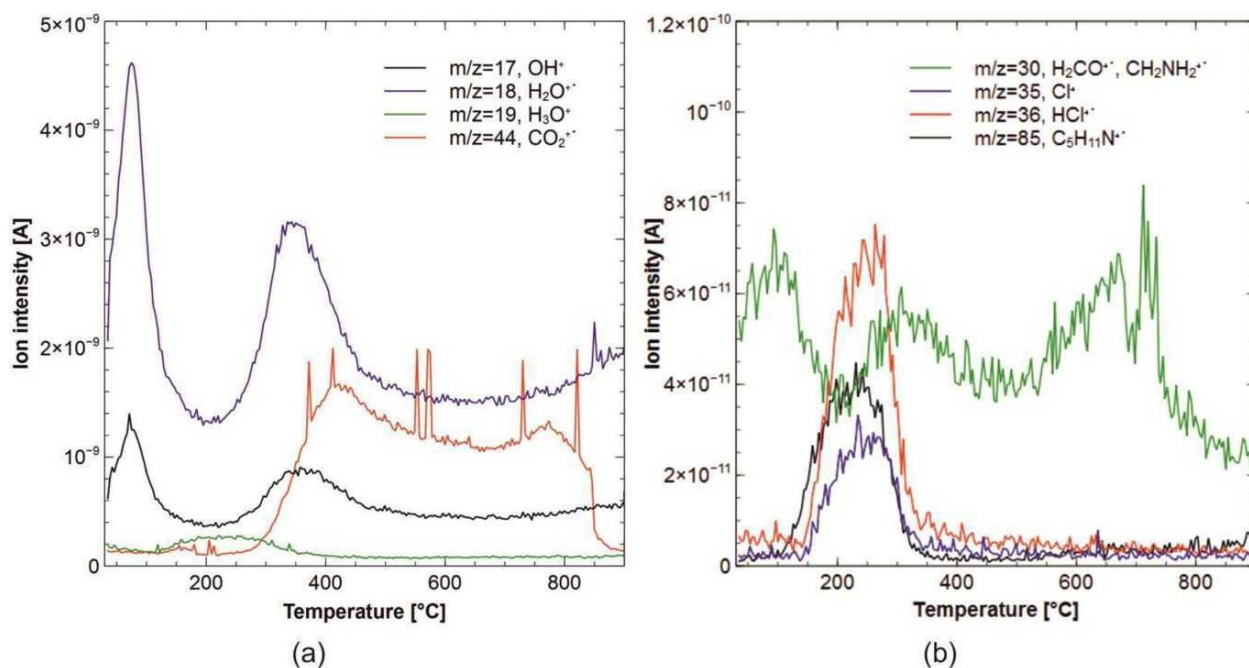 5×10⁻⁹
4×10⁻⁹
3×10⁻⁹
2×10⁻⁹
10⁻⁹
0
Ion intensity [A]
m/z=17, OH⁺
m/z=18, H₂O⁺˙
m/z=19, H₃O⁺
m/z=44, CO₂⁺˙
200
400
600
800
Temperature [°C]
(a)
1.2×10⁻¹⁰
10⁻¹⁰
8×10⁻¹¹
6×10⁻¹¹
4×10⁻¹¹
2×10⁻¹¹
0
Ion intensity [A]
m/z=30, H₂CO⁺˙, CH₂NH₂⁺˙
m/z=35, Cl⁺
m/z=36, HCl⁺˙
m/z=85, C₅H₁₁N⁺˙
200
400
600
800
Temperature [°C]
(b)